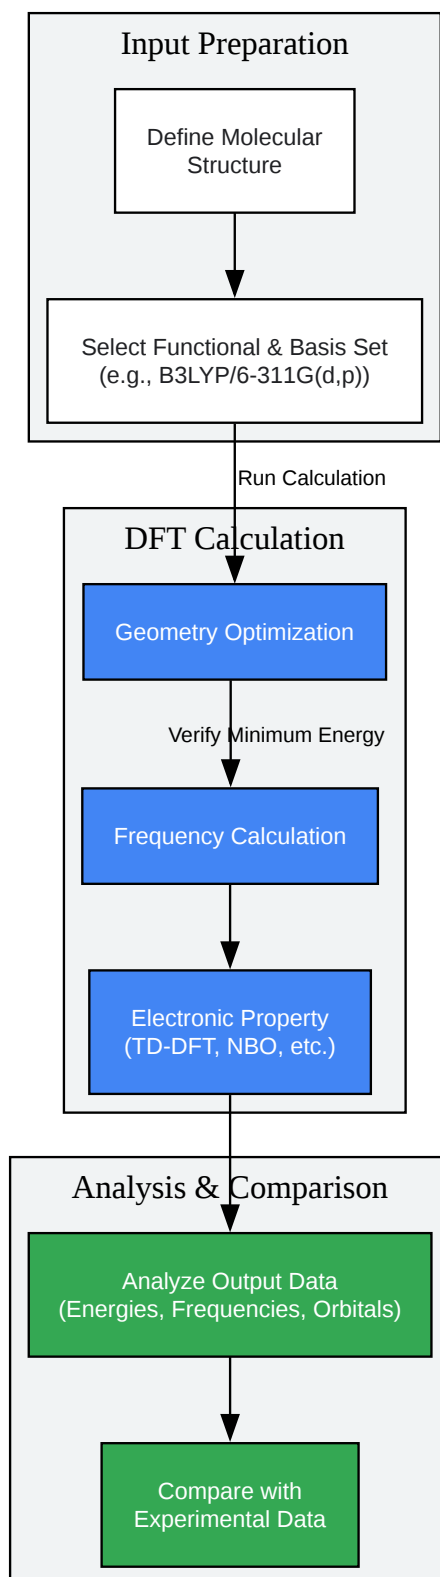 Input Preparation
Define Molecular
Structure
Select Functional & Basis Set
(e.g., B3LYP/6-311G(d,p))
Run Calculation
DFT Calculation
Geometry Optimization
Verify Minimum Energy
Frequency Calculation
Electronic Property
(TD-DFT, NBO, etc.)
Analysis & Comparison
Analyze Output Data
(Energies, Frequencies, Orbitals)
Compare with
Experimental Data